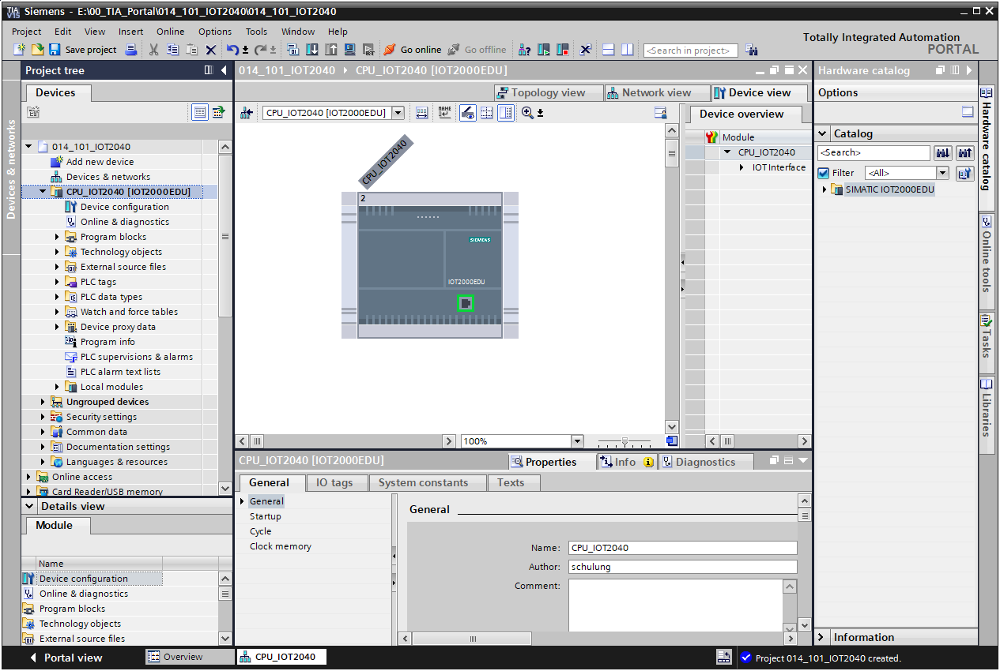 TIA V15 Siemens - E:\00_TIA_Portal\014_101_IOT2040\014_101_IOT2040
Project Edit View Insert Online Options Tools Window Help
Totally Integrated Automation
PORTAL
Save project Go online Go offline <Search in project>
Project tree
Devices
Devices & networks
014_101_IOT2040
Add new device
Devices & networks
CPU_IOT2040 [IOT2000EDU]
Device configuration
Online & diagnostics
Program blocks
Technology objects
External source files
PLC tags
PLC data types
Watch and force tables
Device proxy data
Program info
PLC supervisions & alarms
PLC alarm text lists
Local modules
Ungrouped devices
Security settings
Common data
Documentation settings
Languages & resources
Online access
Card Reader/USB memory
Details view
Module
Name
Device configuration
Online & diagnostics
Program blocks
Technology objects
External source files
014_101_IOT2040 CPU_IOT2040 [IOT2000EDU]
Topology view Network view Device view
CPU_IOT2040 [IOT2000EDU]
NAME
CPU_IOT2040
2
SIEMENS
IOT2000EDU
100%
Device overview
Module
CPU_IOT2040
IOT Interface
CPU_IOT2040 [IOT2000EDU]
Properties Info Diagnostics
General IO tags System constants Texts
General
Startup
Cycle
Clock memory
General
Name: CPU_IOT2040
Author: schulung
Comment:
Hardware catalog
Options
Catalog
<Search>
Filter <All>
SIMATIC IOT2000EDU
Information
Hardware catalog
Online tools
Tasks
Libraries
Portal view Overview CPU_IOT2040 Project 014_101_IOT2040 created.